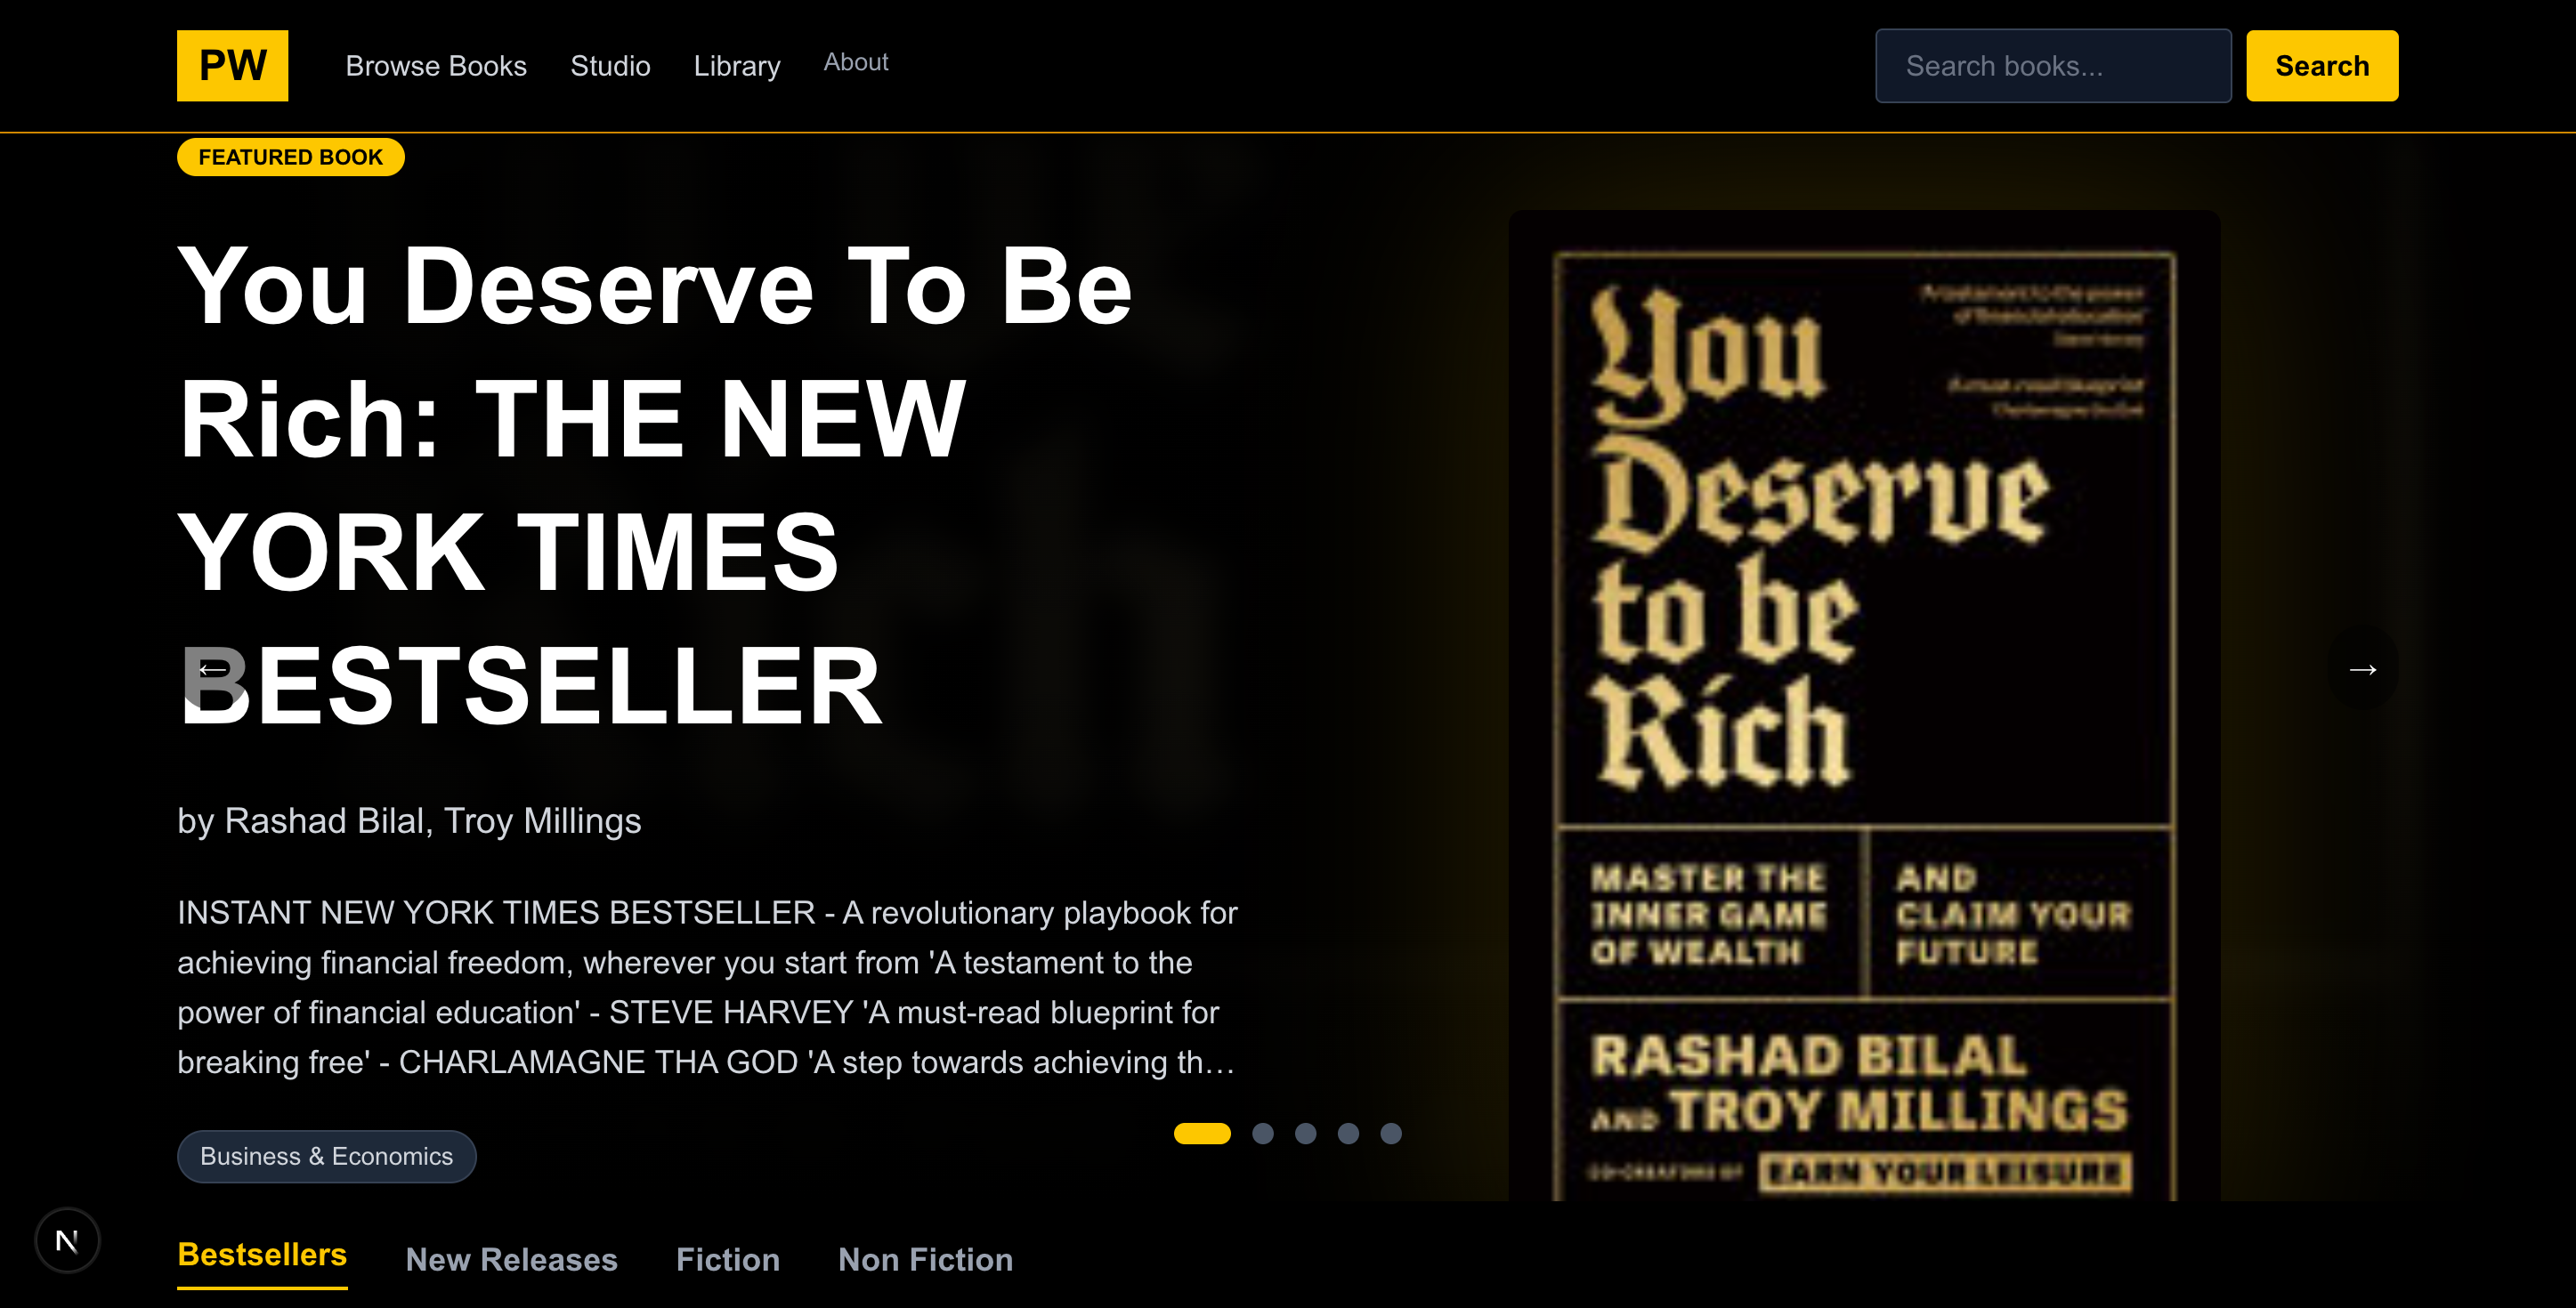 PW
Browse Books
Studio
Library
About
Search books...
Search
FEATURED BOOK
You Deserve To Be
Rich: THE NEW
YORK TIMES
BESTSELLER
by Rashad Bilal, Troy Millings
INSTANT NEW YORK TIMES BESTSELLER - A revolutionary playbook for
achieving financial freedom, wherever you start from 'A testament to the
power of financial education' - STEVE HARVEY 'A must-read blueprint for
breaking free' - CHARLAMAGNE THA GOD 'A step towards achieving th…
Business & Economics
←
→
You
Deserve
to be
Rich
MASTER THE
INNER GAME
OF WEALTH
AND
CLAIM YOUR
FUTURE
RASHAD BILAL
AND TROY MILLINGS
CO-CREATORS OF EARN YOUR LEISURE
N
Bestsellers
New Releases
Fiction
Non Fiction